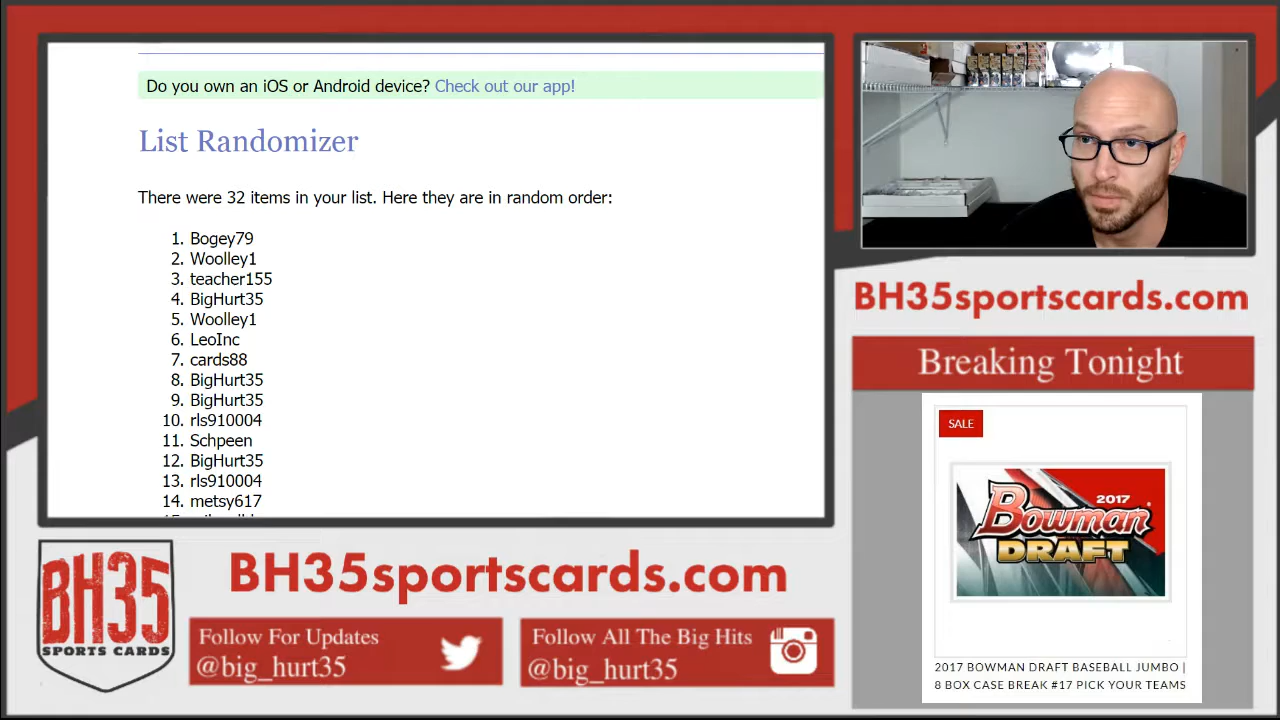 Do you own an iOS or Android device? Check out our app!
List Randomizer
There were 32 items in your list. Here they are in random order:
1. Bogey79
2. Woolley1
3. teacher155
4. BigHurt35
5. Woolley1
6. LeoInc
7. cards88
8. BigHurt35
9. BigHurt35
10. rls910004
11. Schpeen
12. BigHurt35
13. rls910004
14. metsy617
BH35sportscards.com
Breaking Tonight
SALE
2017
Bowman
DRAFT
2017 BOWMAN DRAFT BASEBALL JUMBO |
8 BOX CASE BREAK #17 PICK YOUR TEAMS
BH35
SPORTS CARDS
BH35sportscards.com
Follow For Updates
@big_hurt35
Follow All The Big Hits
@big_hurt35